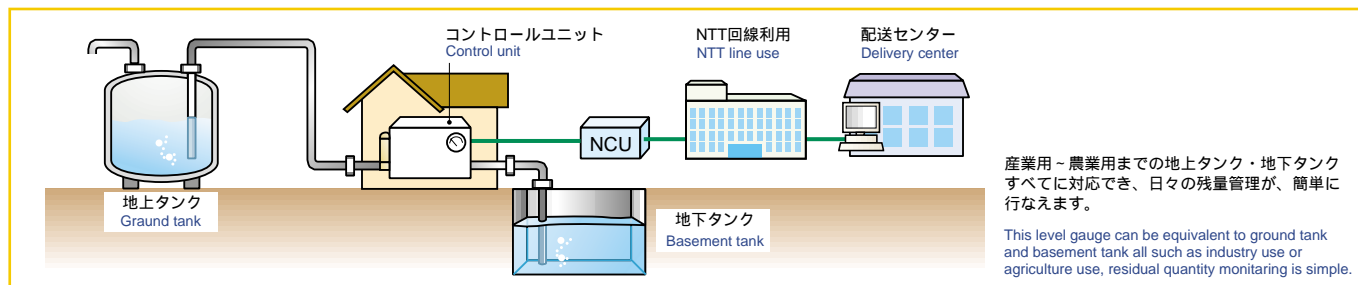 コントロールユニット
Control unit
NTT回線利用
NTT line use
配送センター
Delivery center
NCU
地上タンク
Graund tank
地下タンク
Basement tank
産業用~農業用までの地上タンク・地下タンク
すべてに対応でき、日々の残量管理が、簡単に
行なえます。
This level gauge can be equivalent to ground tank
and basement tank all such as industry use or
agriculture use, residual quantity monitaring is simple.